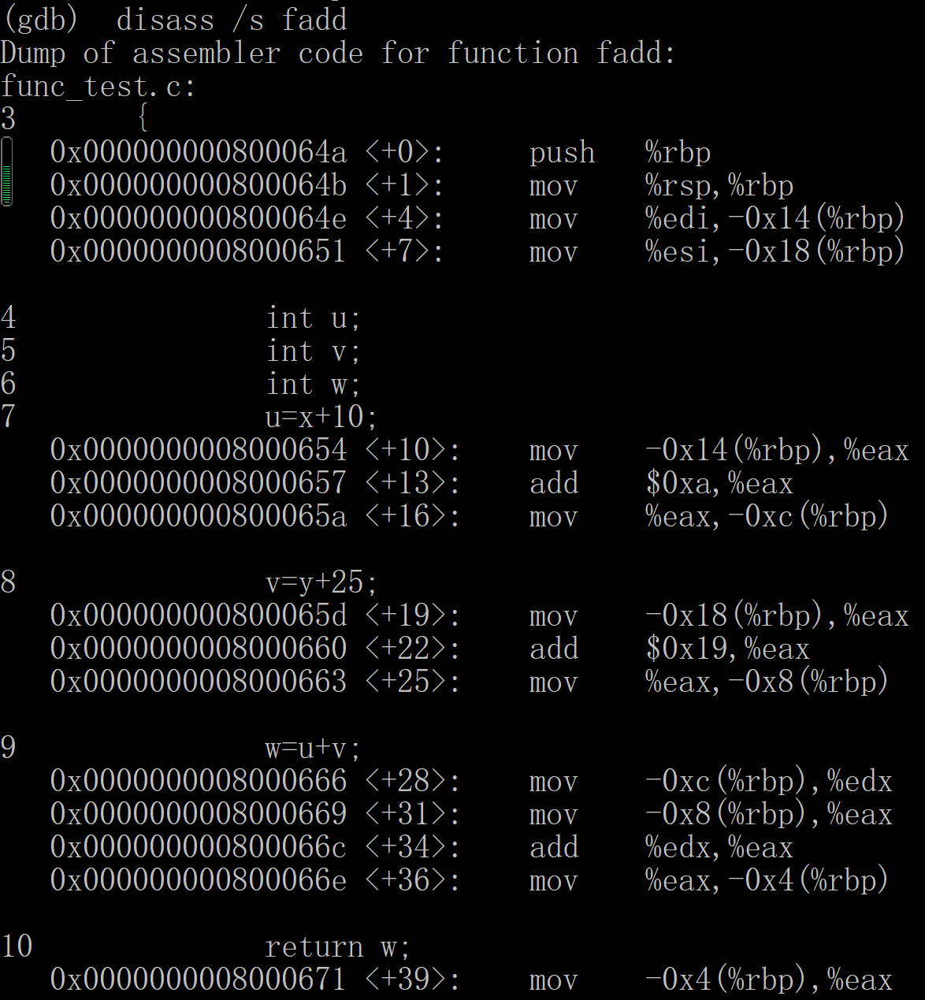 (gdb)  disass /s fadd
Dump of assembler code for function fadd:
func_test.c:
3       {
   0x000000000800064a <+0>:     push   %rbp
   0x000000000800064b <+1>:     mov    %rsp,%rbp
   0x000000000800064e <+4>:     mov    %edi,-0x14(%rbp)
   0x0000000008000651 <+7>:     mov    %esi,-0x18(%rbp)

4               int u;
5               int v;
6               int w;
7               u=x+10;
   0x0000000008000654 <+10>:    mov    -0x14(%rbp),%eax
   0x0000000008000657 <+13>:    add    $0xa,%eax
   0x000000000800065a <+16>:    mov    %eax,-0xc(%rbp)

8               v=y+25;
   0x000000000800065d <+19>:    mov    -0x18(%rbp),%eax
   0x0000000008000660 <+22>:    add    $0x19,%eax
   0x0000000008000663 <+25>:    mov    %eax,-0x8(%rbp)

9               w=u+v;
   0x0000000008000666 <+28>:    mov    -0xc(%rbp),%edx
   0x0000000008000669 <+31>:    mov    -0x8(%rbp),%eax
   0x000000000800066c <+34>:    add    %edx,%eax
   0x000000000800066e <+36>:    mov    %eax,-0x4(%rbp)

10              return w;
   0x0000000008000671 <+39>:    mov    -0x4(%rbp),%eax